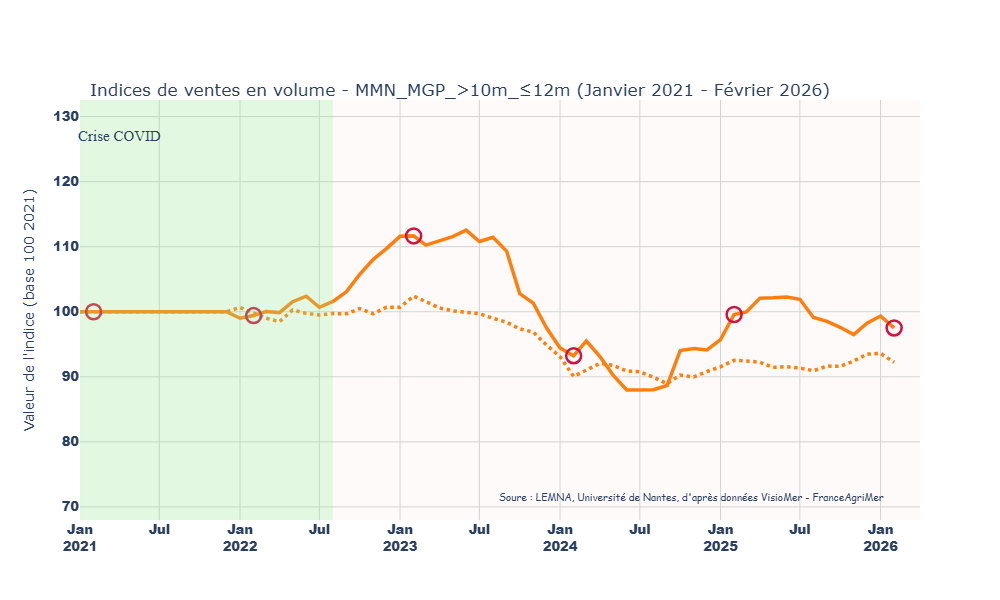 Indices de ventes en volume - MMN_MGP_>10m_≤12m (Janvier 2021 - Février 2026)
Valeur de l'indice (base 100 2021)
130
120
110
100
90
80
70
Crise COVID
Soure : LEMNA, Université de Nantes, d'après données VisioMer - FranceAgriMer
Jan Jul Jan Jul Jan Jul Jan Jul Jan Jul Jan
2021 2022 2023 2024 2025 2026